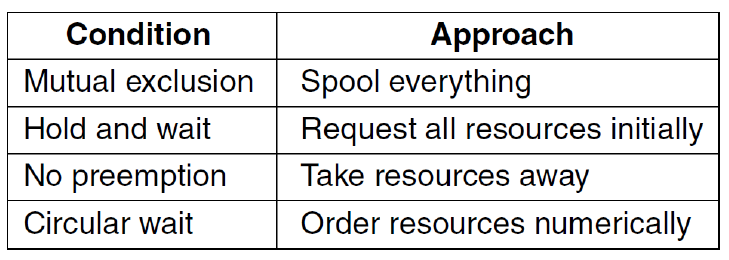 Condition Approach
Mutual exclusion Spool everything
Hold and wait Request all resources initially
No preemption Take resources away
Circular wait Order resources numerically